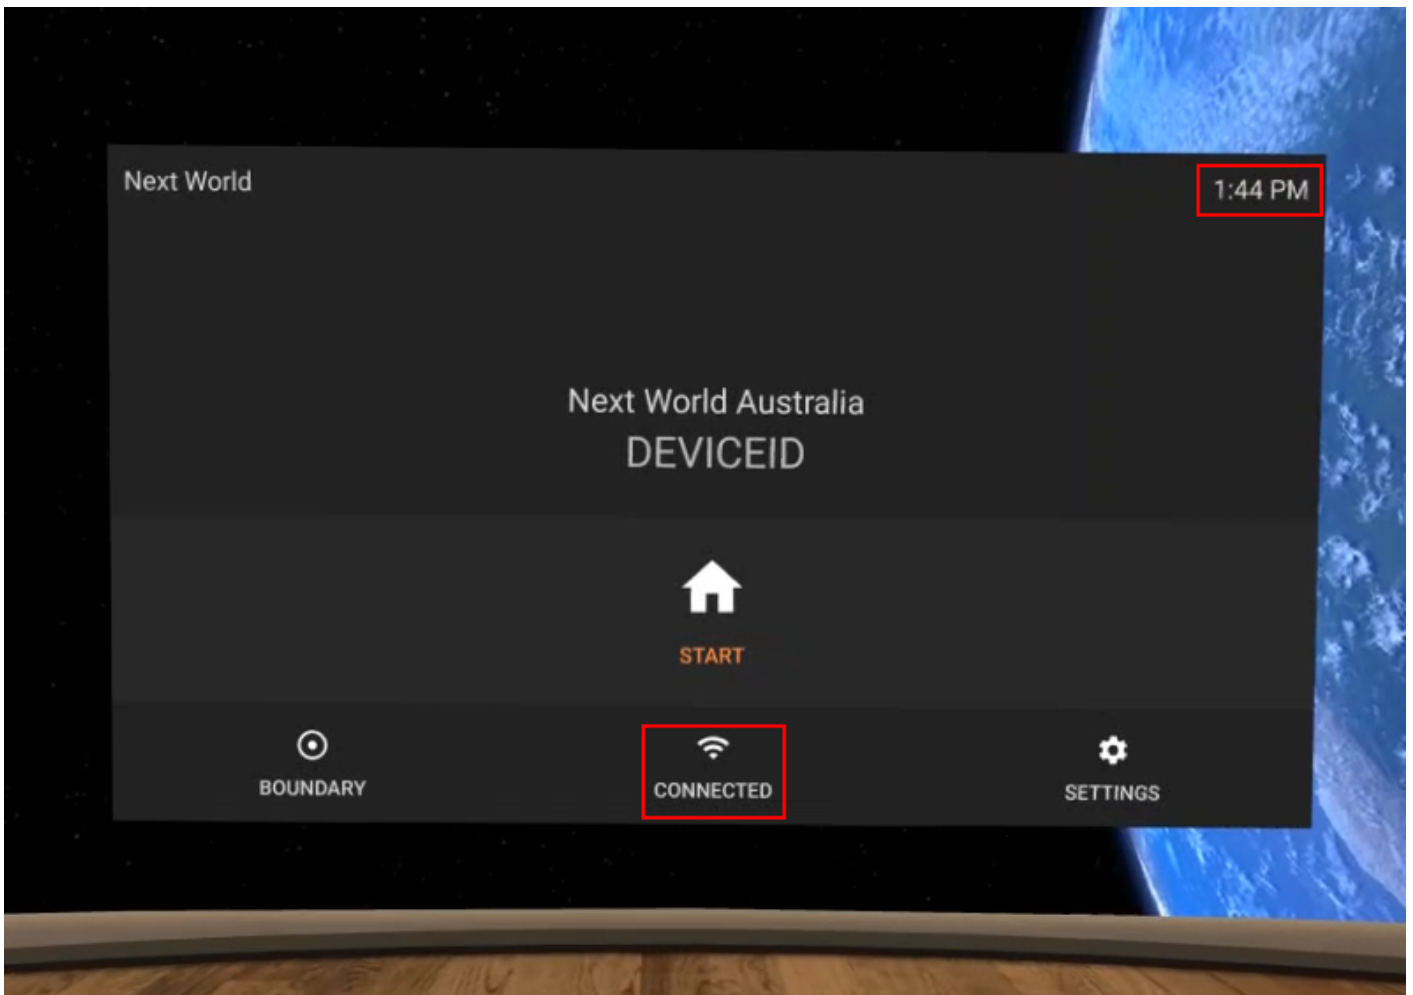 Next World
1:44 PM
Next World Australia
DEVICEID
START
BOUNDARY
CONNECTED
SETTINGS